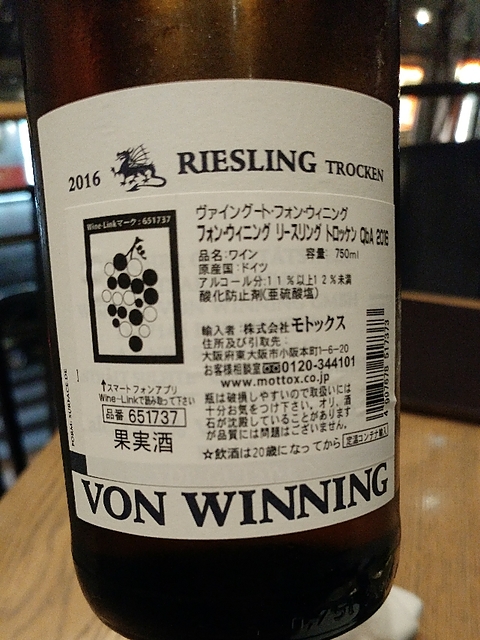 2016 RIESLING TROCKEN
Wine-Linkマーク:651737
ヴァイングート・フォン・ウィニング
フォン・ウィニング リースリング トロッケン QbA 2016
品名:ワイン 容量: 750ml
原産国:ドイツ
アルコール分:11%以上12%未満
酸化防止剤(亜硫酸塩)
輸入者:株式会社モトックス
住所及び引取先:
大阪府東大阪市小阪本町1-6-20
お客様相談室 0120-344101
www.mottox.co.jp
瓶は破損しやすので取扱いには
十分お気をつけ下さい。オリ、酒
石が沈殿していることがあります
が品質には問題はございません。
定温コンテナ輸入
☆飲酒は20歳になってから
↑スマートフォンアプリ
Wine-Linkで読み取って下さい
品番 651737
果実酒
VON WINNING